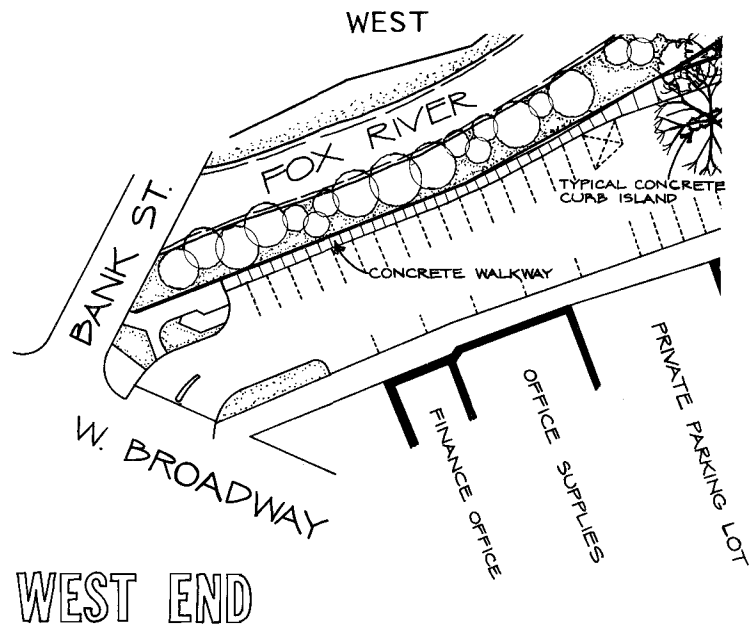 WEST
FOX RIVER
BANK ST.
TYPICAL CONCRETE
CURB ISLAND
CONCRETE WALKWAY
W. BROADWAY
FINANCE OFFICE
OFFICE SUPPLIES
PRIVATE PARKING LOT
WEST END